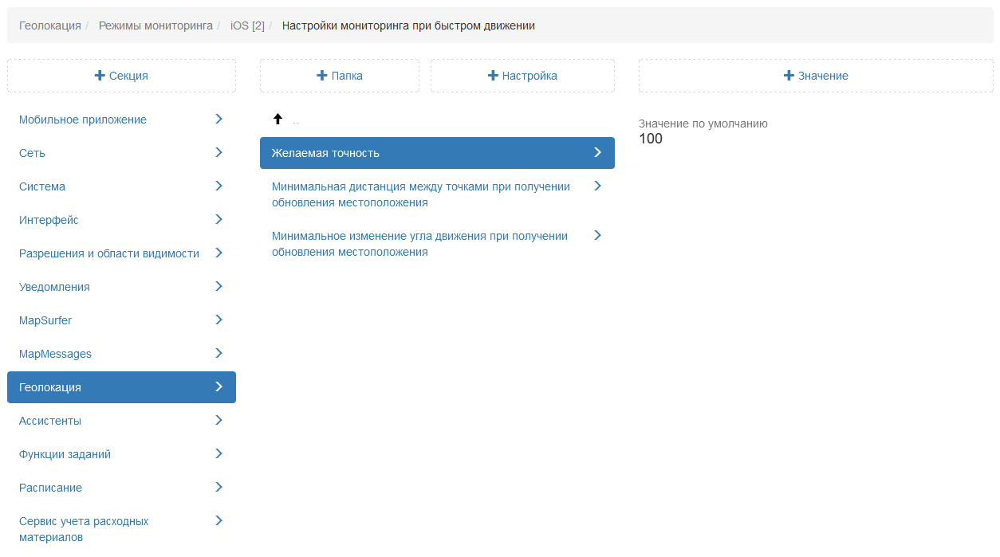 Геолокация / Режимы мониторинга / iOS [2] / Настройки мониторинга при быстром движении
Секция
Папка
Настройка
Значение
Мобильное приложение
Сеть
Система
Интерфейс
Разрешения и области видимости
Уведомления
MapSurfer
MapMessages
Геолокация
Ассистенты
Функции заданий
Расписание
Сервис учета расходных
материалов
..
Желаемая точность
Минимальная дистанция между точками при получении
обновления местоположения
Минимальное изменение угла движения при получении
обновления местоположения
Значение по умолчанию
100